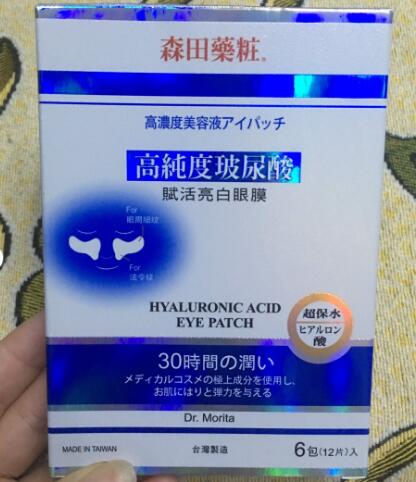 森田藥粧®
高濃度美容液アイパッチ
高純度玻尿酸
賦活亮白眼膜
For
眼周細紋
For
法令紋
HYALURONIC ACID
EYE PATCH
超保水
ヒアルロン
酸
30時間の潤い
メディカルコスメの極上成分を使用し、
お肌にはりと弾力を与える
Dr. Morita
MADE IN TAIWAN
台灣製造
6包(12片)入